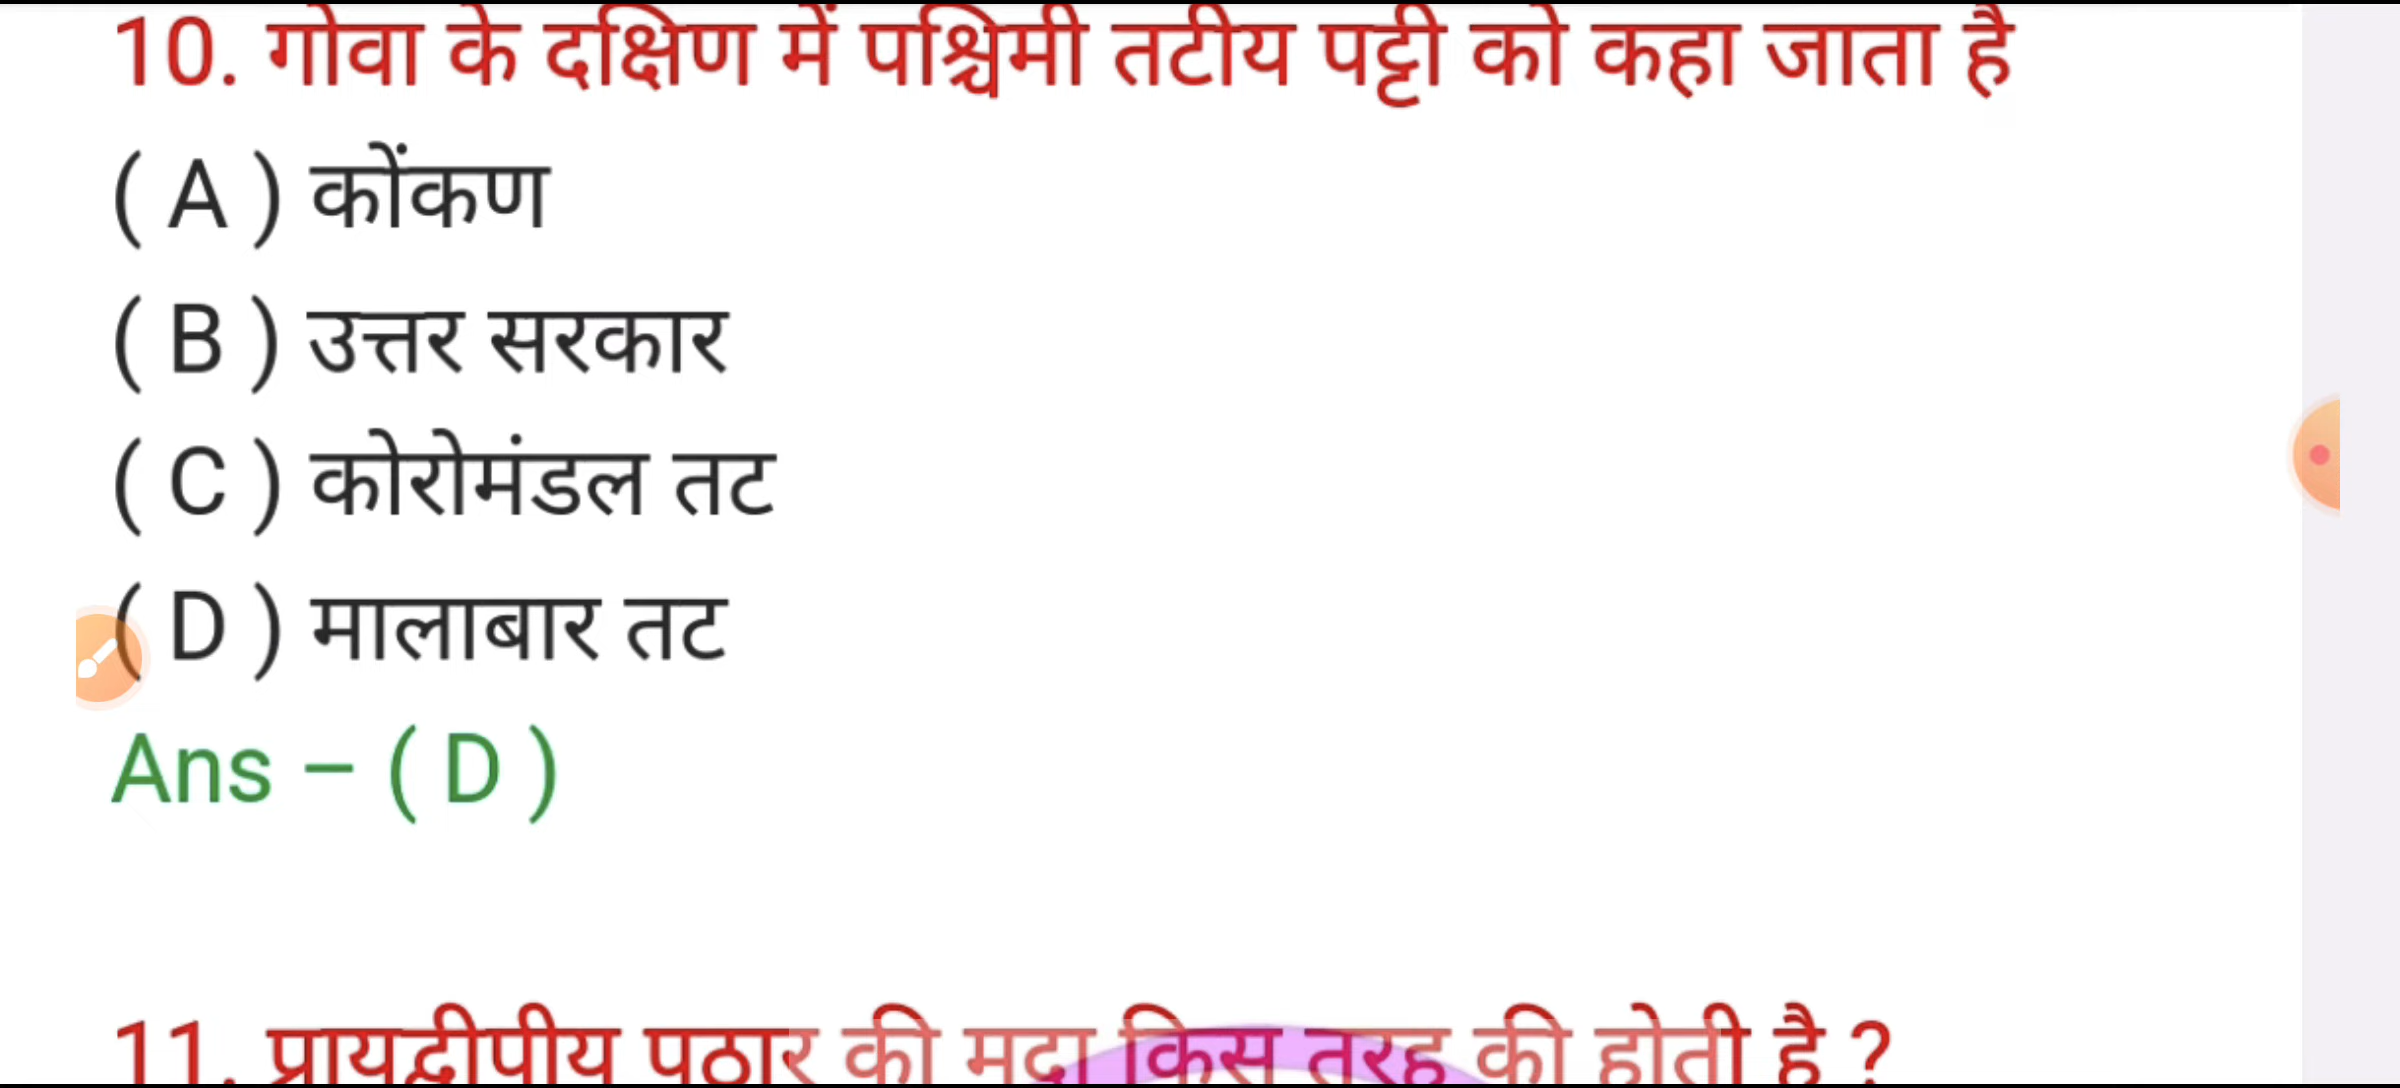 10. गोवा के दक्षिण में पश्चिमी तटीय पट्टी को कहा जाता है
( A ) कोंकण
( B ) उत्तर सरकार
( C ) कोरोमंडल तट
( D ) मालाबार तट
Ans – ( D )
11. प्रायद्वीपीय पठार की मृदा किस तरह की होती है ?